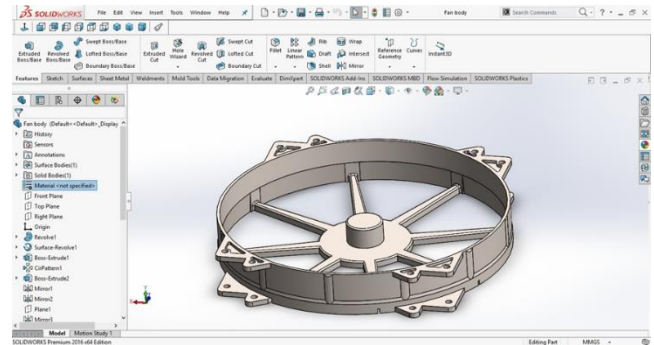 SOLIDWORKS File Edit View Insert Tools Window Help Fan body Search Commands
Extruded Boss/Base
Revolved Boss/Base
Swept Boss/Base
Lofted Boss/Base
Boundary Boss/Base
Extruded Cut
Hole Wizard
Revolved Cut
Swept Cut
Lofted Cut
Boundary Cut
Fillet
Linear Pattern
Rib
Draft
Shell
Wrap
Intersect
Mirror
Reference Geometry
Curves
Instant3D
Features Sketch Surfaces Sheet Metal Weldments Mold Tools Data Migration Evaluate DimXpert SOLIDWORKS Add-Ins SOLIDWORKS MBD Flow Simulation SOLIDWORKS Plastics
Fan body (Default<<Default>_Display
History
Sensors
Annotations
Surface Bodies(1)
Solid Bodies(1)
Material <not specified>
Front Plane
Top Plane
Right Plane
Origin
Revolve1
Surface-Revolve1
Boss-Extrude1
CirPattern1
Boss-Extrude2
Mirror1
Mirror2
Plane1
Mirror3
Model Motion Study 1
SOLIDWORKS Premium 2016 x64 Edition Editing Part MMGS